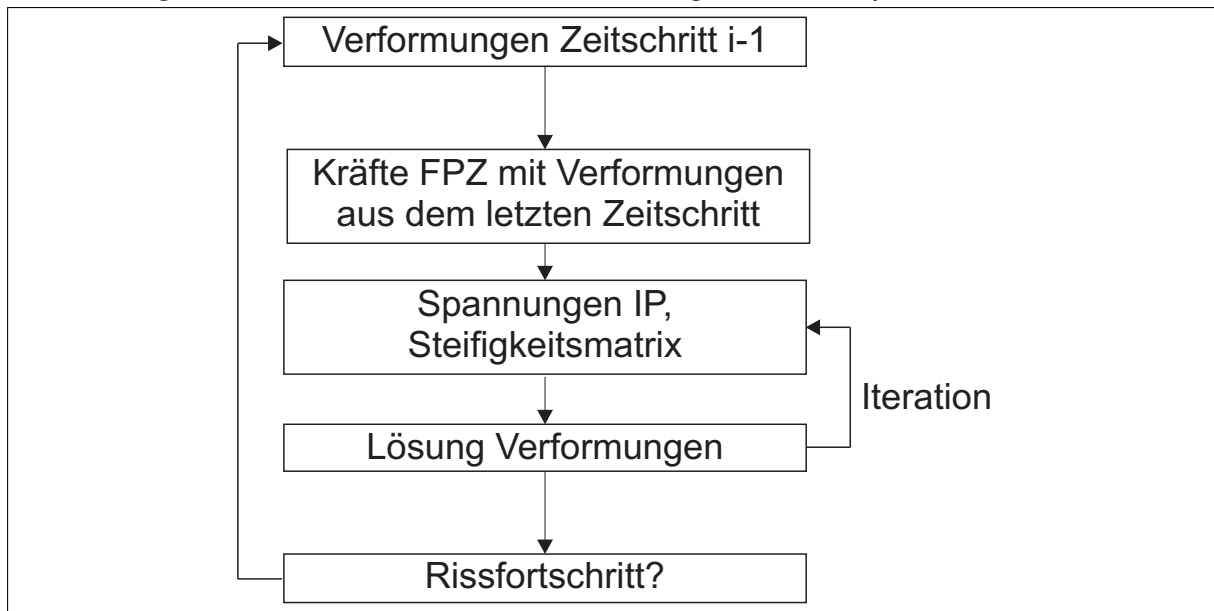 Verformungen Zeitschritt i-1
Kräfte FPZ mit Verformungen
aus dem letzten Zeitschritt
Spannungen IP,
Steifigkeitsmatrix
Iteration
Lösung Verformungen
Rissfortschritt?